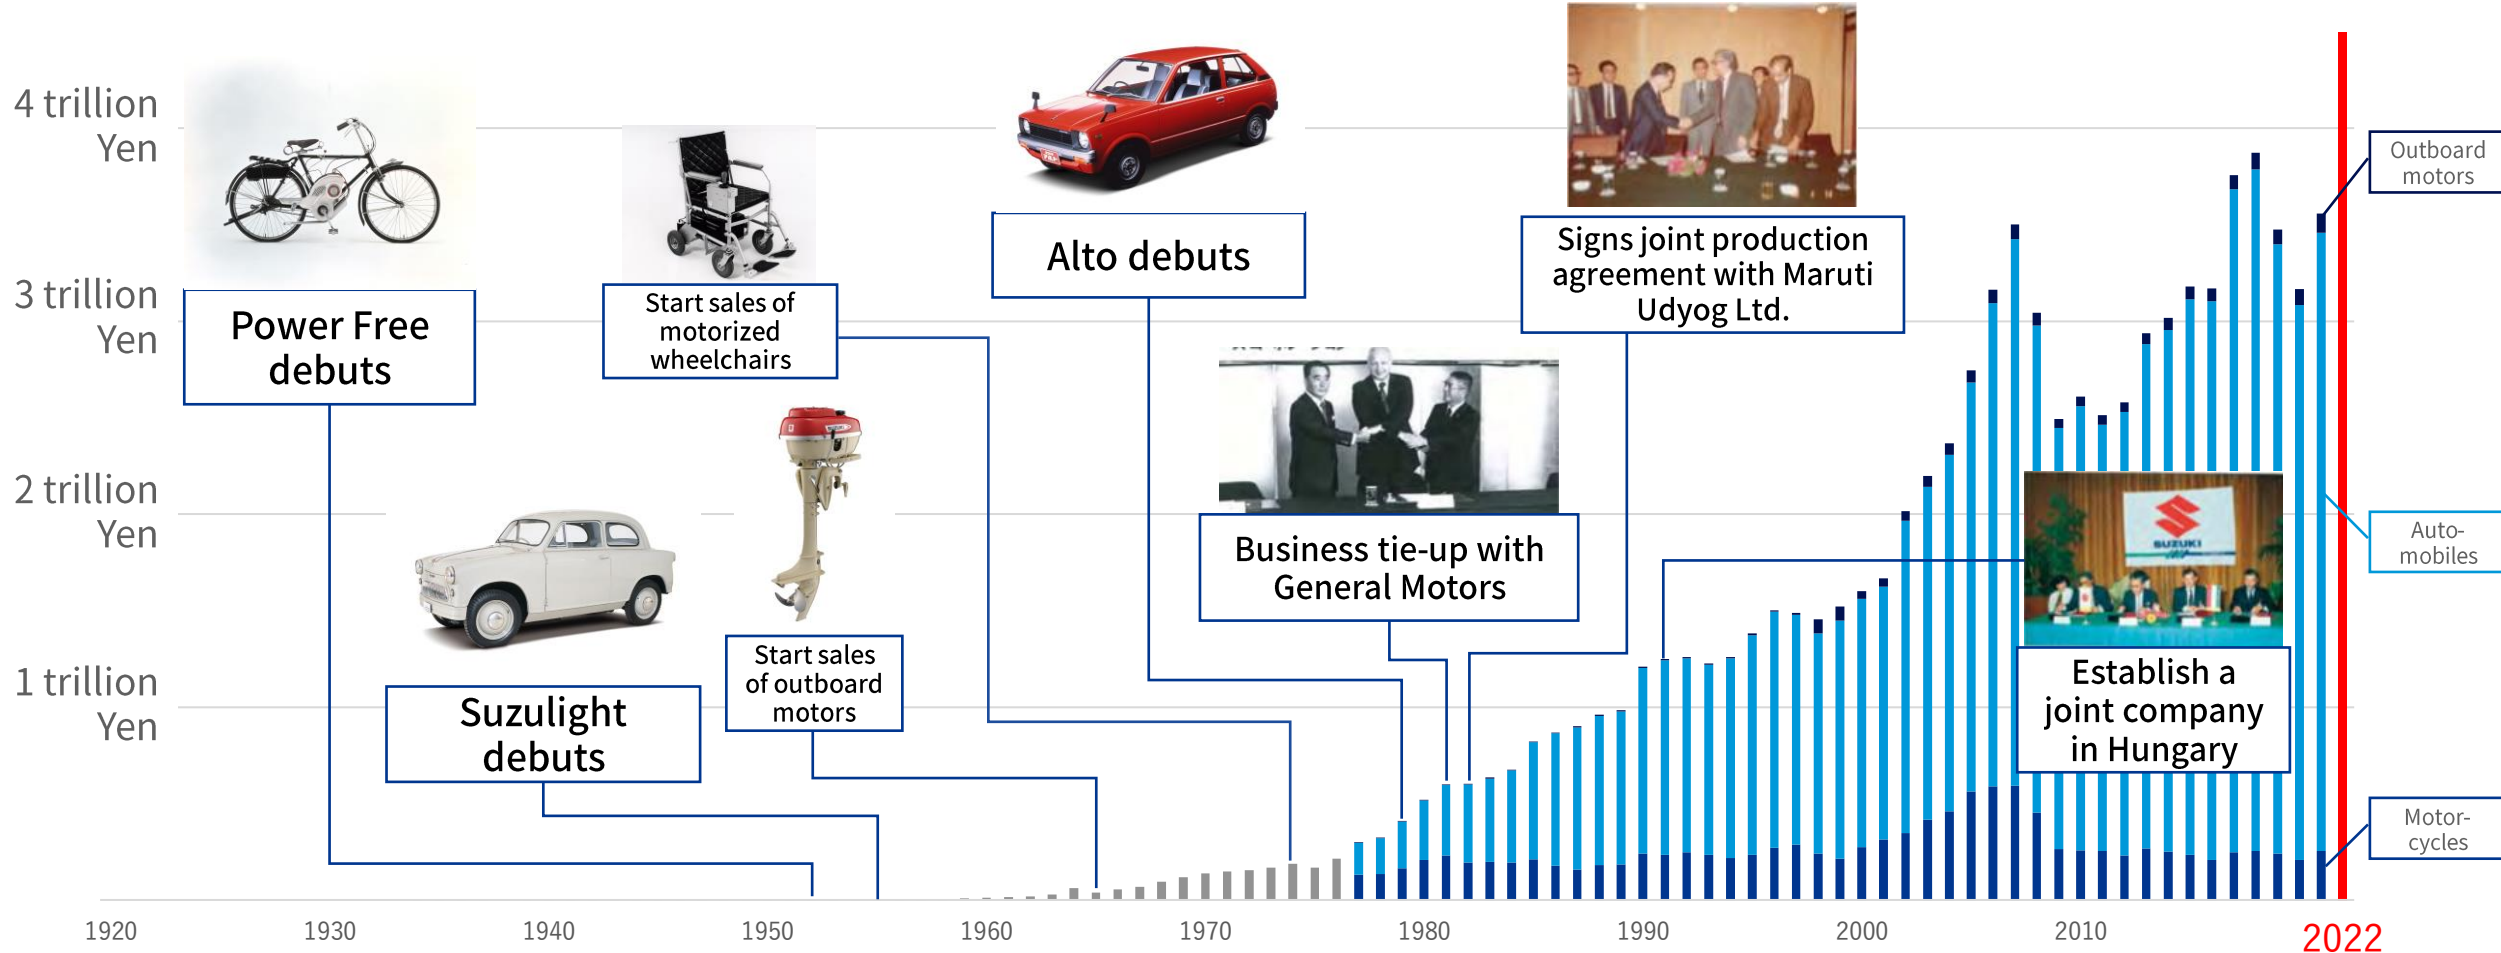 4 trillion
Yen
3 trillion
Yen
2 trillion
Yen
1 trillion
Yen
Power Free
debuts
Start sales of
motorized
wheelchairs
Alto debuts
Signs joint production
agreement with Maruti
Udyog Ltd.
Outboard
motors
Suzulight
debuts
Start sales
of outboard
motors
Business tie-up with
General Motors
SUZUKI
Auto-
mobiles
Establish a
joint company
in Hungary
Motor-
cycles
1920
1930
1940
1950
1960
1970
1980
1990
2000
2010
2022